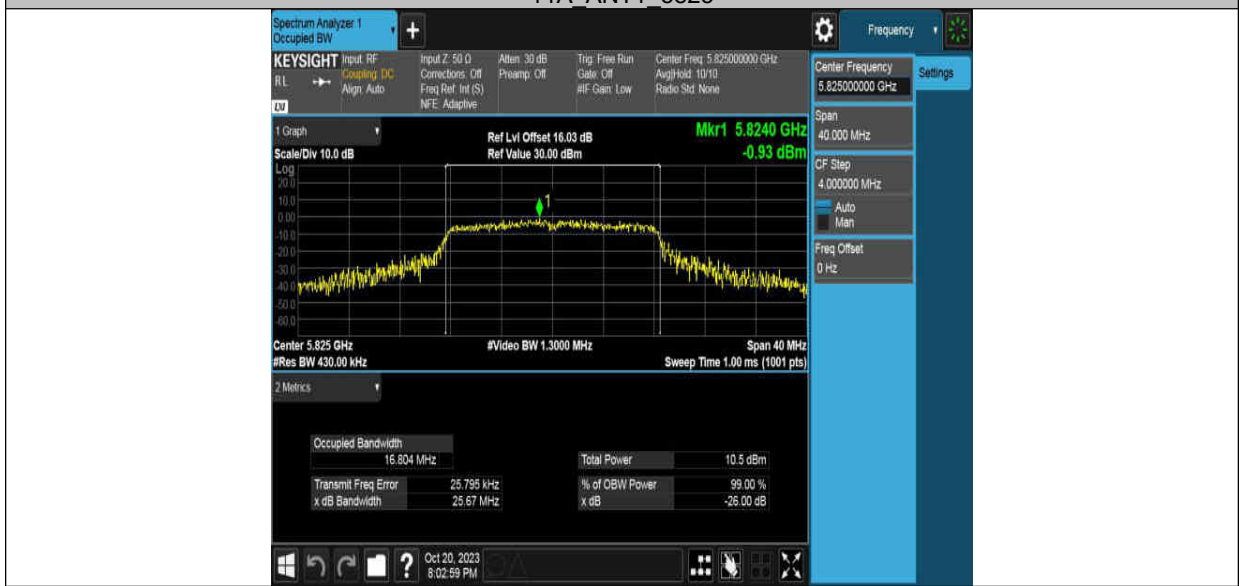 11A_ANT1_5825
Spectrum Analyzer 1
Occupied BW
+
Frequency
KEYSIGHT
RL
LXI
Input: RF
Coupling: DC
Align: Auto
Input Z: 50 Ω
Corrections: Off
Freq Ref: Int (S)
NFE: Adaptive
Atten: 30 dB
Preamp: Off
Trig: Free Run
Gate: Off
#IF Gain: Low
Center Freq: 5.825000000 GHz
Avg|Hold: 10/10
Radio Std: None
Center Frequency
5.825000000 GHz
Settings
Span
40.000 MHz
CF Step
4.000000 MHz
Auto
Man
Freq Offset
0 Hz
1 Graph
Scale/Div 10.0 dB
Ref Lvl Offset 16.03 dB
Ref Value 30.00 dBm
Mkr1 5.8240 GHz
-0.93 dBm
Log
20.0
10.0
0.00
-10.0
-20.0
-30.0
-40.0
-50.0
-60.0
1
Center 5.825 GHz
#Res BW 430.00 kHz
#Video BW 1.3000 MHz
Span 40 MHz
Sweep Time 1.00 ms (1001 pts)
2 Metrics
Occupied Bandwidth
16.804 MHz
Total Power 10.5 dBm
Transmit Freq Error 25.795 kHz
% of OBW Power 99.00 %
x dB Bandwidth 25.67 MHz
x dB -26.00 dB
?
Oct 20, 2023
8:02:59 PM